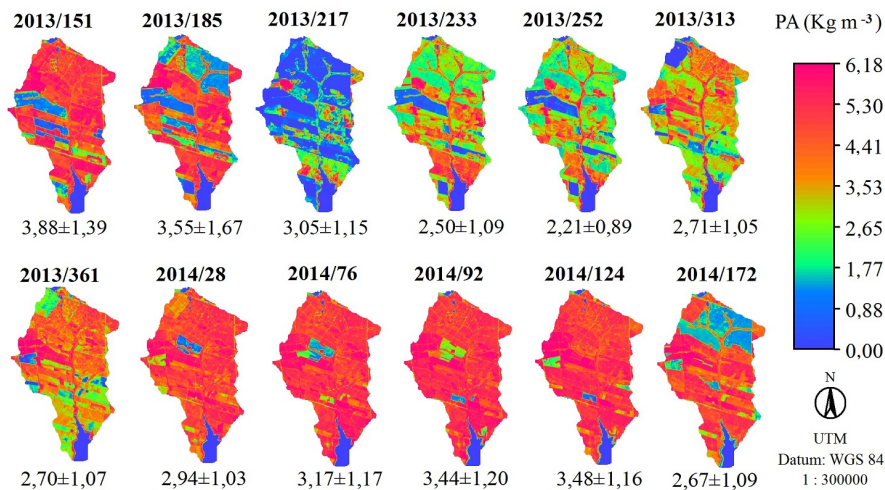 2013/151 2013/185 2013/217 2013/233 2013/252 2013/313 PA (Kg m⁻³)
6,18
5,30
4,41
3,53
2,65
1,77
0,88
0,00
3,88±1,39 3,55±1,67 3,05±1,15 2,50±1,09 2,21±0,89 2,71±1,05
2013/361 2014/28 2014/76 2014/92 2014/124 2014/172
2,70±1,07 2,94±1,03 3,17±1,17 3,44±1,20 3,48±1,16 2,67±1,09
N
UTM
Datum: WGS 84
1 : 300000